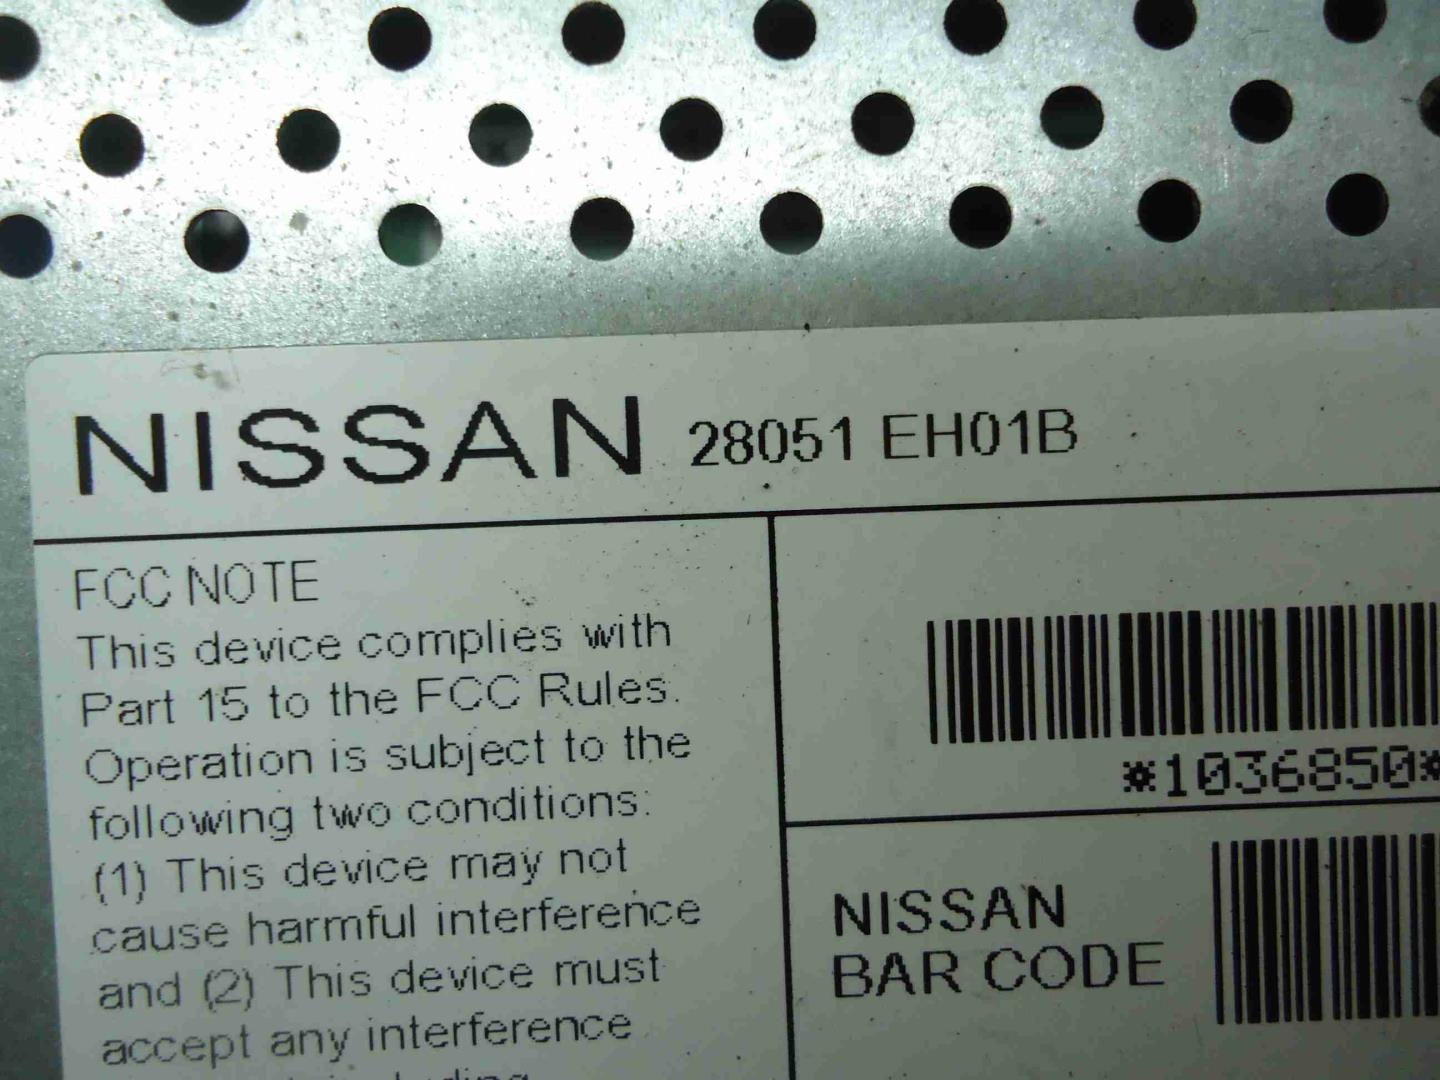 NISSAN 28051 EH01B
FCC NOTE
This device complies with
Part 15 to the FCC Rules.
Operation is subject to the
following two conditions:
(1) This device may not
cause harmful interference
and (2) This device must
accept any interference
*1036850*
NISSAN
BAR CODE